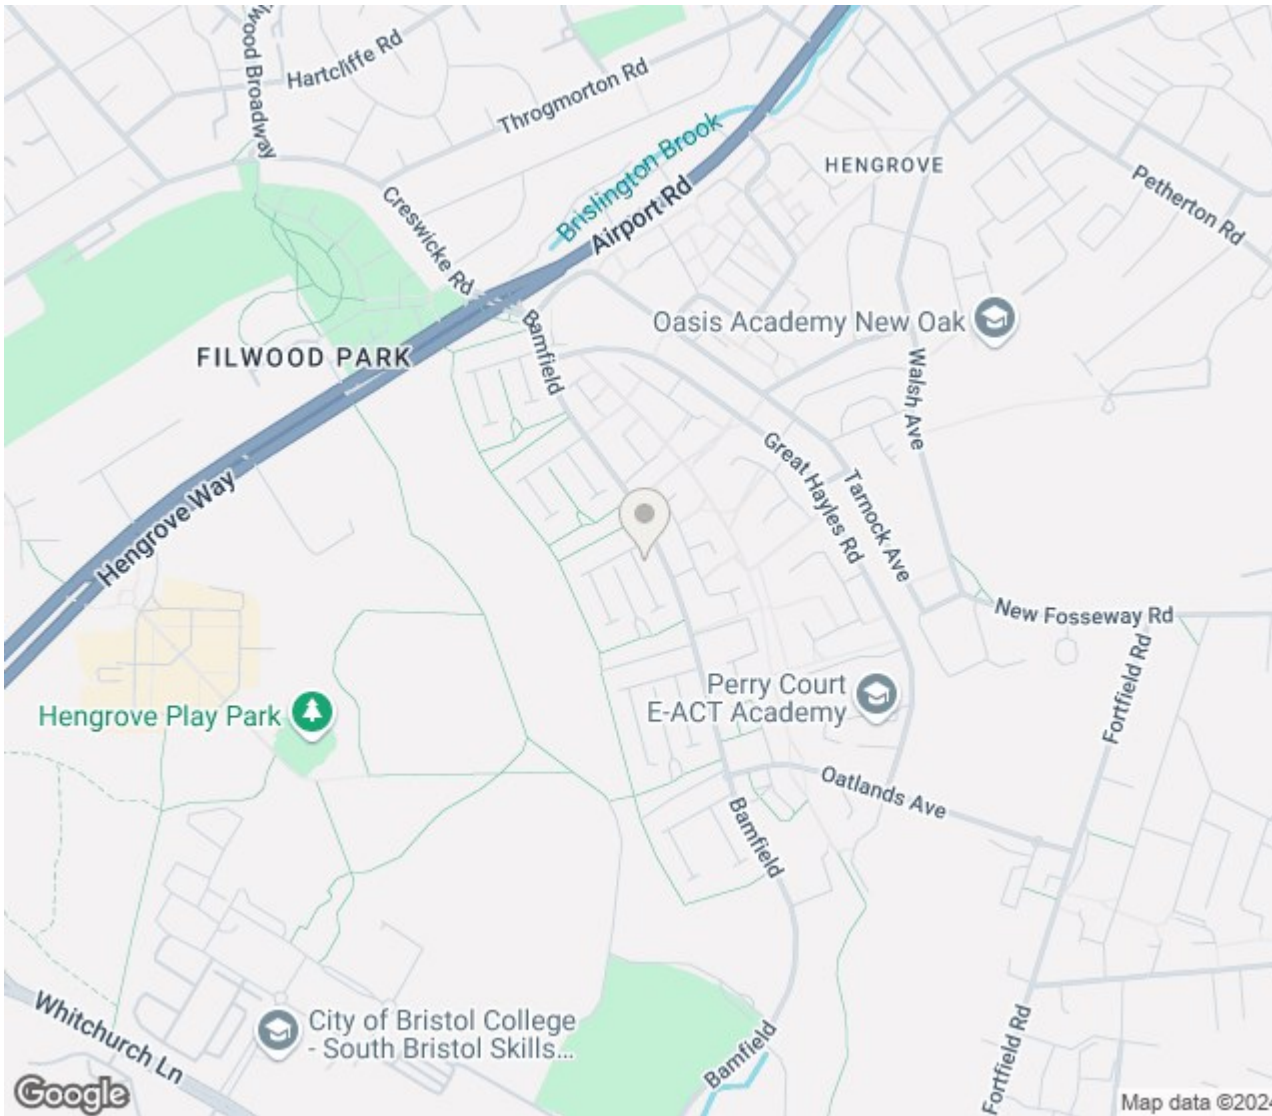 Hartcliffe Rd
Broadway
Throgmorton Rd
Brislington Brook
HENGROVE
Petherton Rd
Creswicke Rd
Airport Rd
Bamfield
Oasis Academy New Oak
FILWOOD PARK
Walsh Ave
Great Hayles Rd
Tarnock Ave
Hengrove Way
New Fosseway Rd
Fortfield Rd
Perry Court
E-ACT Academy
Hengrove Play Park
Oatlands Ave
Bamfield
Whitchurch Ln
City of Bristol College
- South Bristol Skills...
Bamfield
Fortfield Rd
Google
Map data ©2024